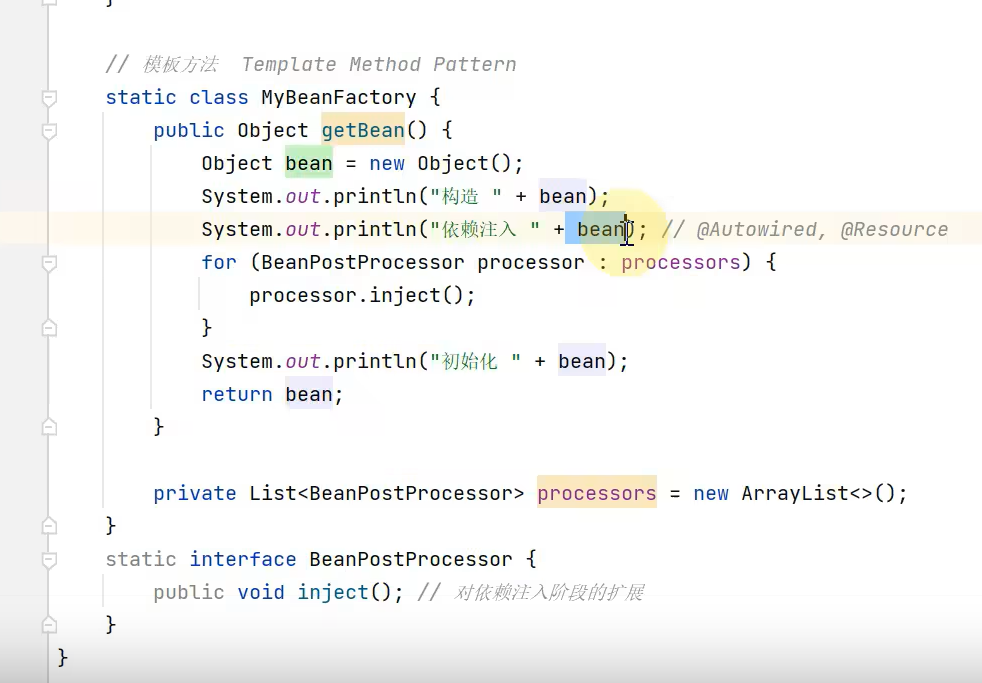 }
// 模板方法 Template Method Pattern
static class MyBeanFactory {
public Object getBean() {
Object bean = new Object();
System.out.println("构造 " + bean);
System.out.println("依赖注入 " + bean); // @Autowired, @Resource
for (BeanPostProcessor processor : processors) {
processor.inject();
}
System.out.println("初始化 " + bean);
return bean;
}
private List<BeanPostProcessor> processors = new ArrayList<>();
}
static interface BeanPostProcessor {
public void inject(); // 对依赖注入阶段的扩展
}
}